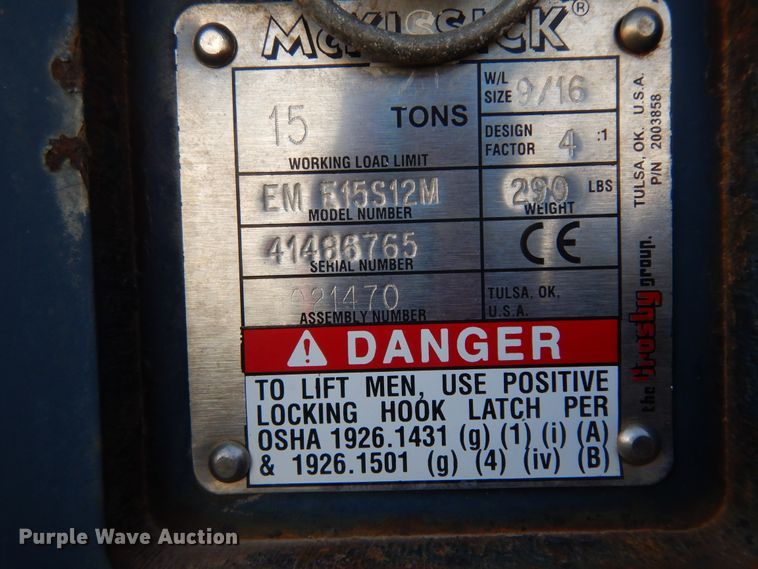 McKISSICK®
15 TONS
WORKING LOAD LIMIT
W/L
SIZE 9/16
DESIGN
FACTOR 4 :1
EM E15S12M
MODEL NUMBER
290 LBS
WEIGHT
41486765
SERIAL NUMBER
CE
021470
ASSEMBLY NUMBER
TULSA, OK,
U.S.A.
DANGER
TO LIFT MEN, USE POSITIVE
LOCKING HOOK LATCH PER
OSHA 1926.1431 (g) (1) (i) (A)
& 1926.1501 (g) (4) (iv) (B)
the Crosby group.
TULSA, OK. U.S.A.
P/N 2003858
Purple Wave Auction